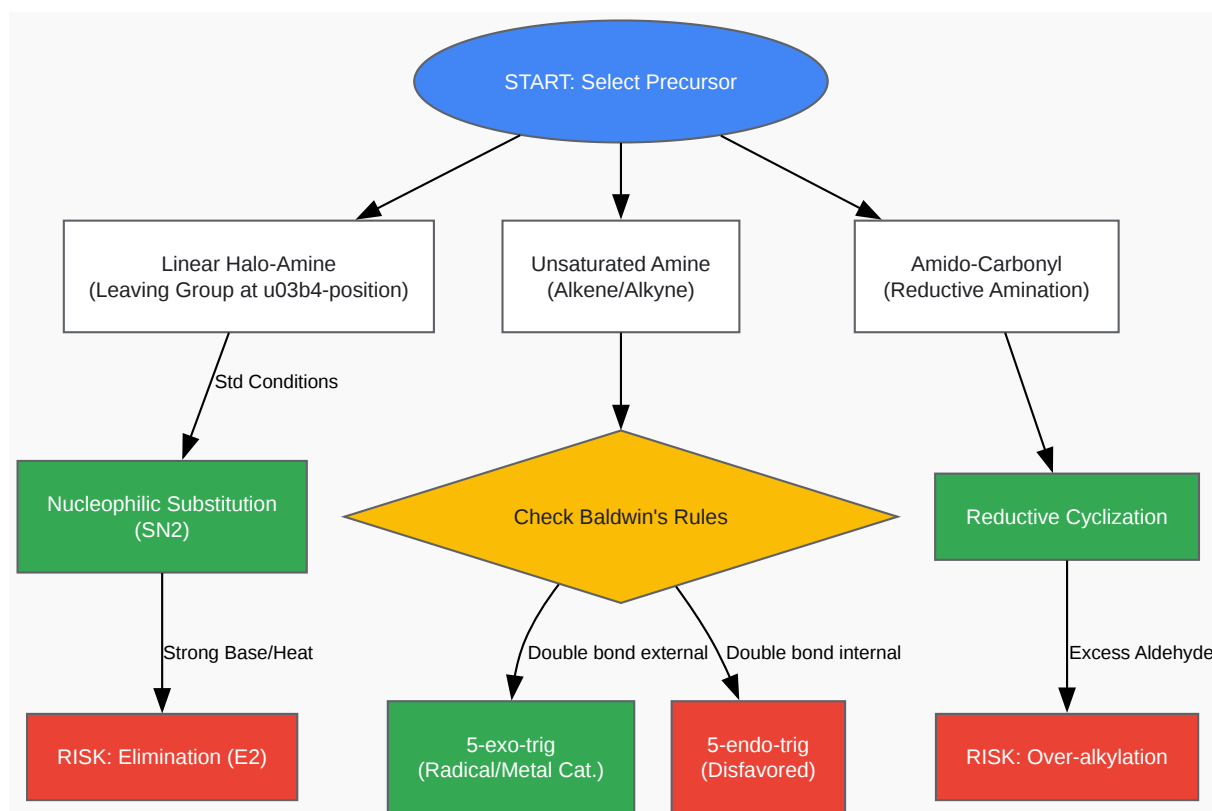 START: Select Precursor
Linear Halo-Amine
(Leaving Group at u03b4-position)
Unsaturated Amine
(Alkene/Alkyne)
Amido-Carbonyl
(Reductive Amination)
Std Conditions
Nucleophilic Substitution
(SN2)
Check Baldwin's Rules
Reductive Cyclization
Strong Base/Heat
Double bond external
Double bond internal
Excess Aldehyde
RISK: Elimination (E2)
5-exo-trig
(Radical/Metal Cat.)
5-endo-trig
(Disfavored)
RISK: Over-alkylation